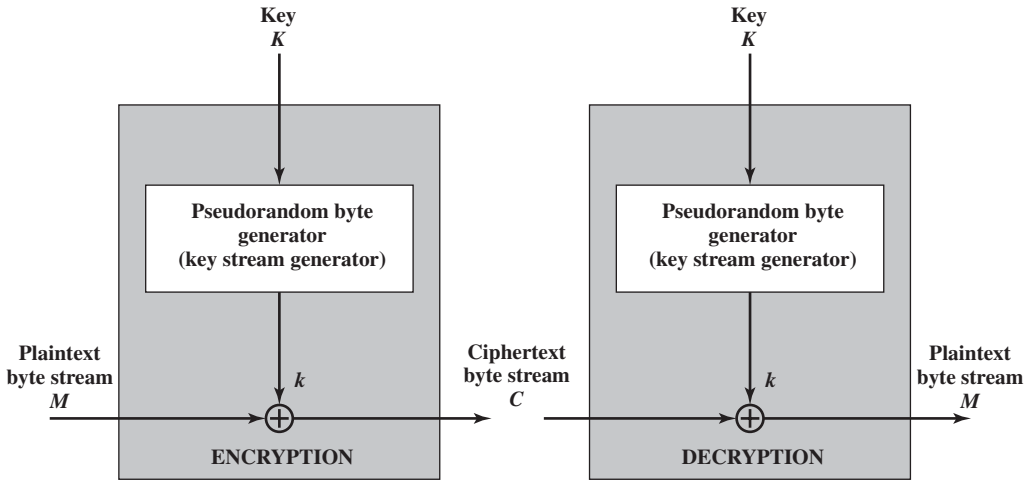 Key
K
Pseudorandom byte
generator
(key stream generator)
Plaintext
byte stream
M
k
ENCRYPTION
Ciphertext
byte stream
C
Key
K
Pseudorandom byte
generator
(key stream generator)
k
DECRYPTION
Plaintext
byte stream
M